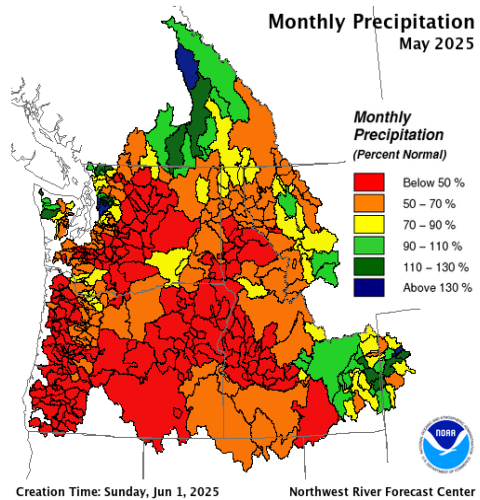 Monthly Precipitation
May 2025
Monthly
Precipitation
(Percent Normal)
Below 50 %
50 – 70 %
70 – 90 %
90 – 110 %
110 – 130 %
Above 130 %
NOAA
Creation Time: Sunday, Jun 1, 2025
Northwest River Forecast Center